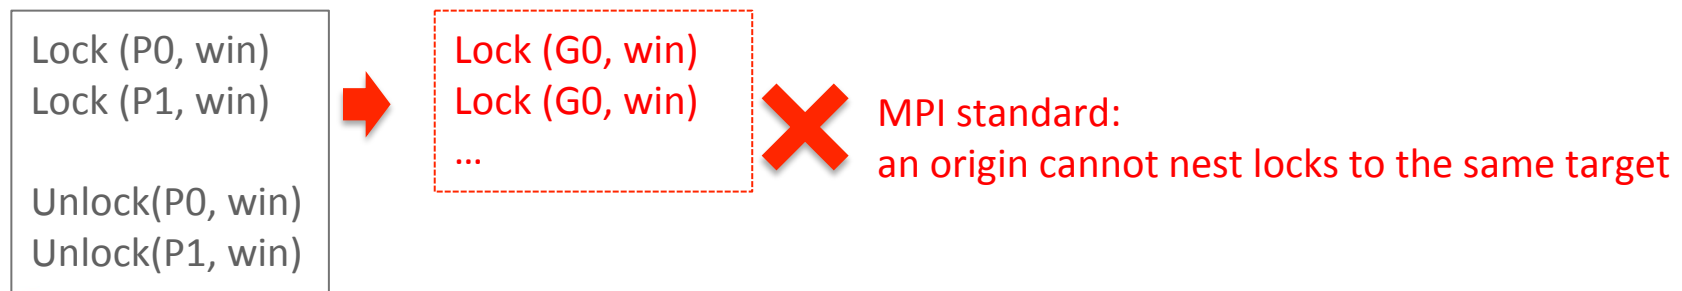 Lock (P0, win)
Lock (P1, win)
Unlock(P0, win)
Unlock(P1, win)
Lock (G0, win)
Lock (G0, win)
...
MPI standard:
an origin cannot nest locks to the same target